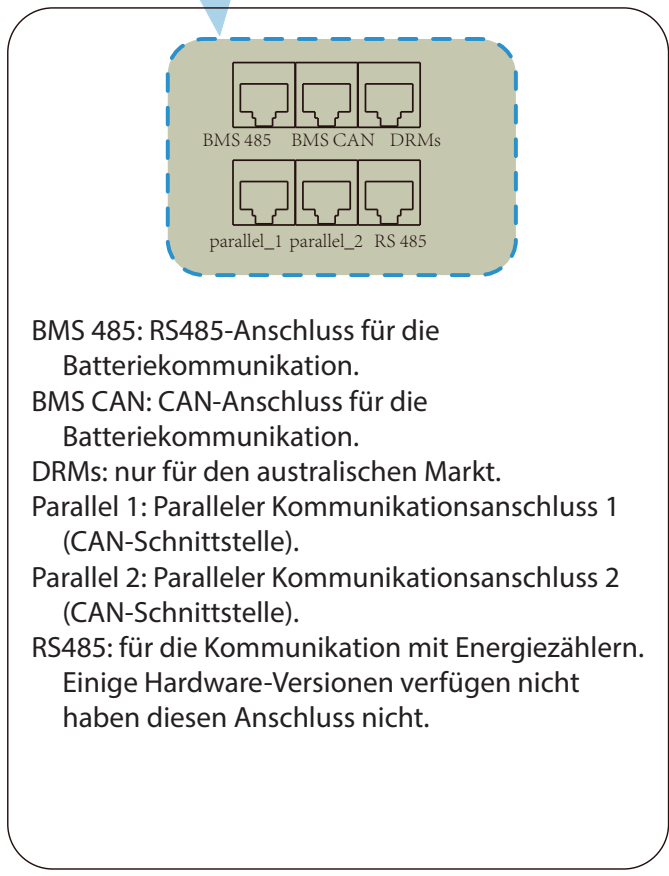 BMS 485 BMS CAN DRMs
parallel_1 parallel_2 RS 485
BMS 485: RS485-Anschluss für die
Batteriekommunikation.
BMS CAN: CAN-Anschluss für die
Batteriekommunikation.
DRMs: nur für den australischen Markt.
Parallel 1: Paralleler Kommunikationsanschluss 1
(CAN-Schnittstelle).
Parallel 2: Paralleler Kommunikationsanschluss 2
(CAN-Schnittstelle).
RS485: für die Kommunikation mit Energiezählern.
Einige Hardware-Versionen verfügen nicht
haben diesen Anschluss nicht.